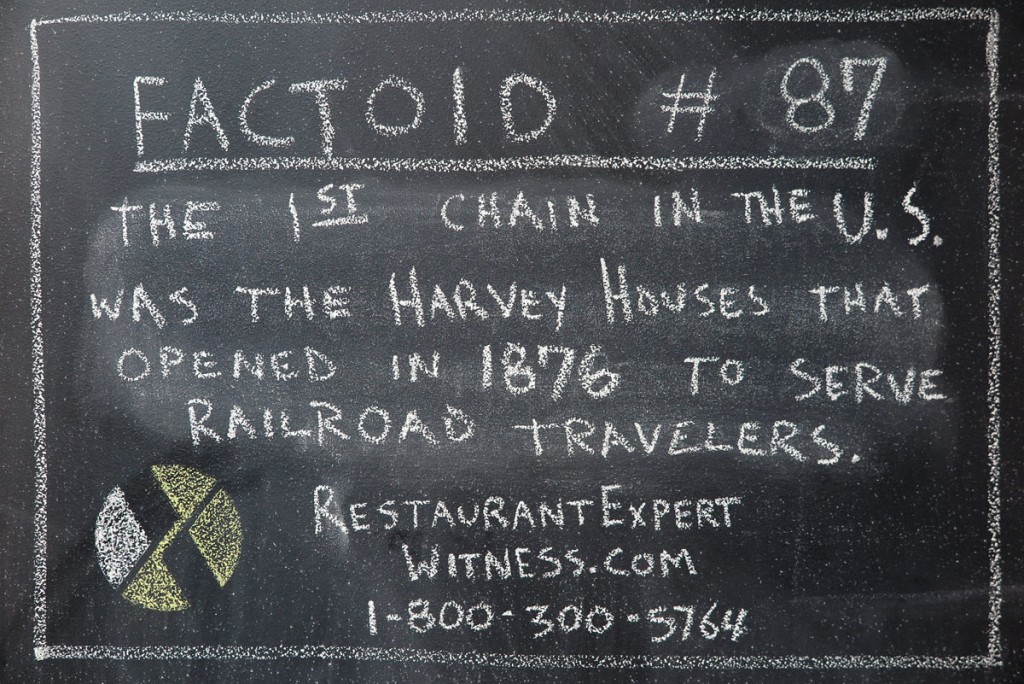 FACTOID # 87
THE 1ST CHAIN IN THE U.S.
WAS THE HARVEY HOUSES THAT
OPENED IN 1876 TO SERVE
RAILROAD TRAVELERS.
RESTAURANTEXPERT
WITNESS.COM
1-800-300-5764